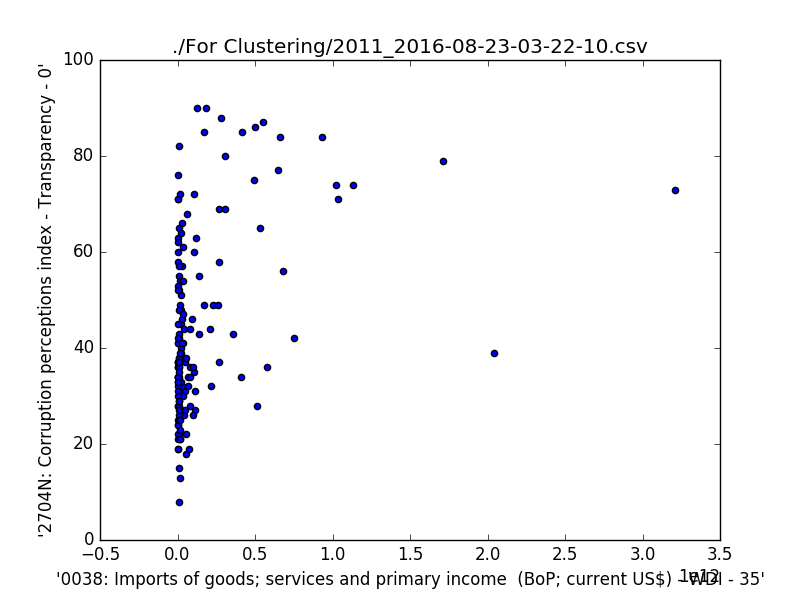 ./For Clustering/2011_2016-08-23-03-22-10.csv
100
80
60
40
20
0
'2704N: Corruption perceptions index - Transparency - 0'
−0.5 0.0 0.5 1.0 1.5 2.0 2.5 3.0 3.5
1e12
'0038: Imports of goods; services and primary income  (BoP; current US$) - WDI - 35'